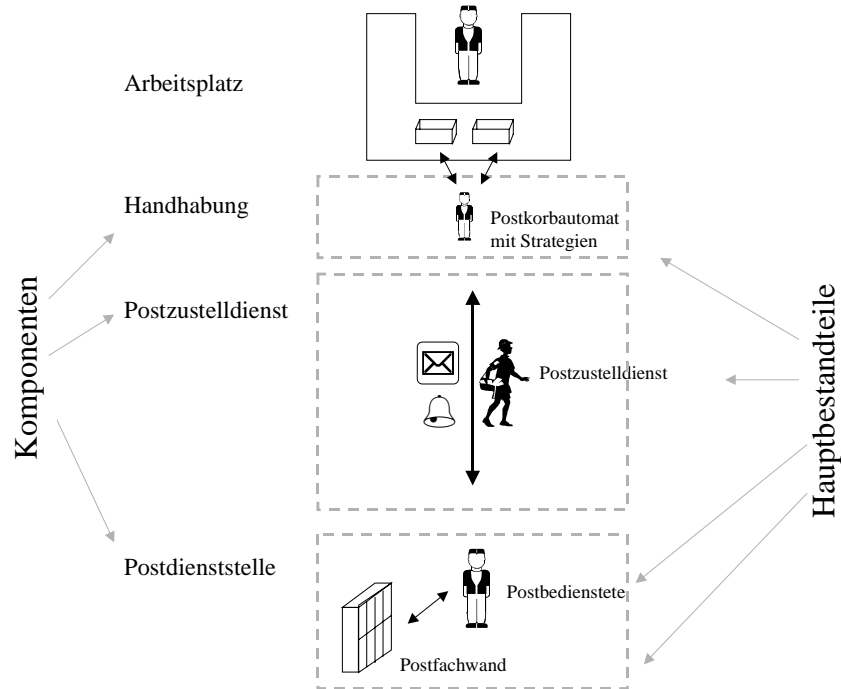 Arbeitsplatz
Handhabung
Postkorbautomat
mit Strategien
Komponenten
Postzustelldienst
Postzustelldienst
Hauptbestandteile
Postdienststelle
Postbedienstete
Postfachwand